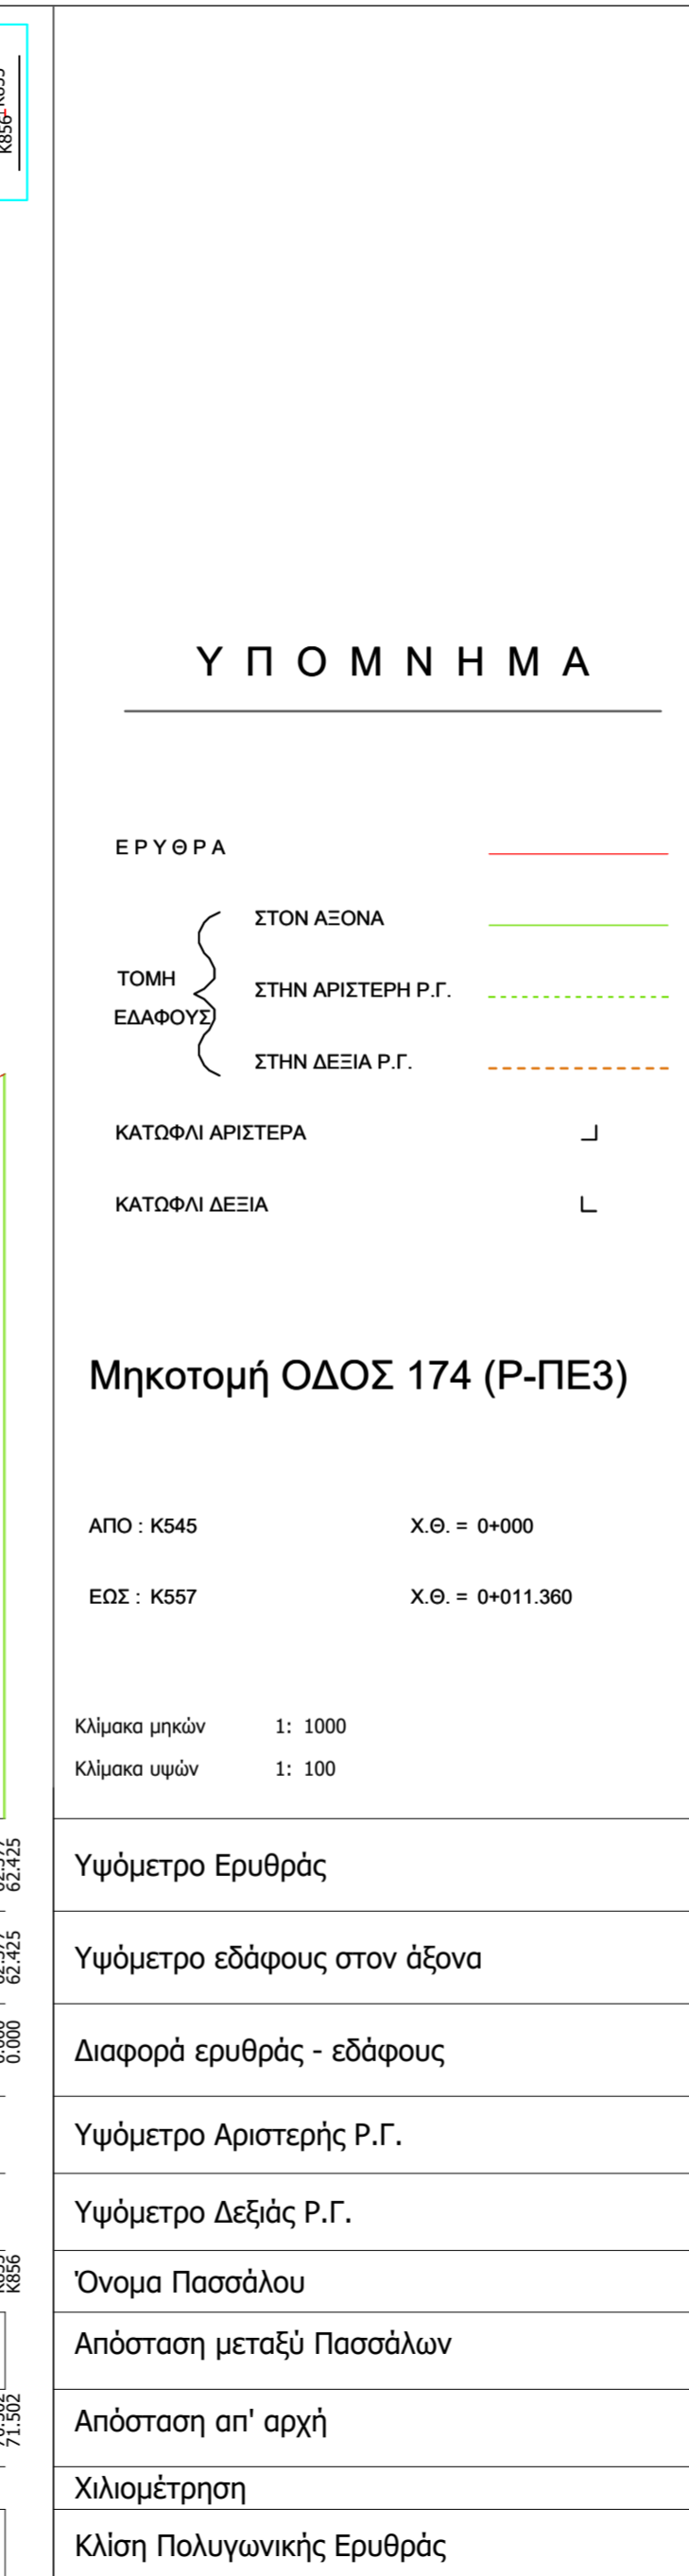 K856
Υ Π Ο Μ Ν Η Μ Α
Ε Ρ Υ Θ Ρ Α
ΣΤΟΝ ΑΞΟΝΑ
ΤΟΜΗ
ΕΔΑΦΟΥΣ
ΣΤΗΝ ΑΡΙΣΤΕΡΗ Ρ.Γ.
ΣΤΗΝ ΔΕΞΙΑ Ρ.Γ.
ΚΑΤΩΦΛΙ ΑΡΙΣΤΕΡΑ
ΚΑΤΩΦΛΙ ΔΕΞΙΑ
Μηκοτομή ΟΔΟΣ 174 (Ρ-ΠΕ3)
ΑΠΟ : Κ545 Χ.Θ. = 0+000
ΕΩΣ : Κ557 Χ.Θ. = 0+011.360
Κλίμακα μηκών 1: 1000
Κλίμακα υψών 1: 100
62.425
Υψόμετρο Ερυθράς
62.425
Υψόμετρο εδάφους στον άξονα
0.000
Διαφορά ερυθράς - εδάφους
Υψόμετρο Αριστερής Ρ.Γ.
Υψόμετρο Δεξιάς Ρ.Γ.
K856
Όνομα Πασσάλου
Απόσταση μεταξύ Πασσάλων
71.502
Απόσταση απ' αρχή
Χιλιομέτρηση
Κλίση Πολυγωνικής Ερυθράς